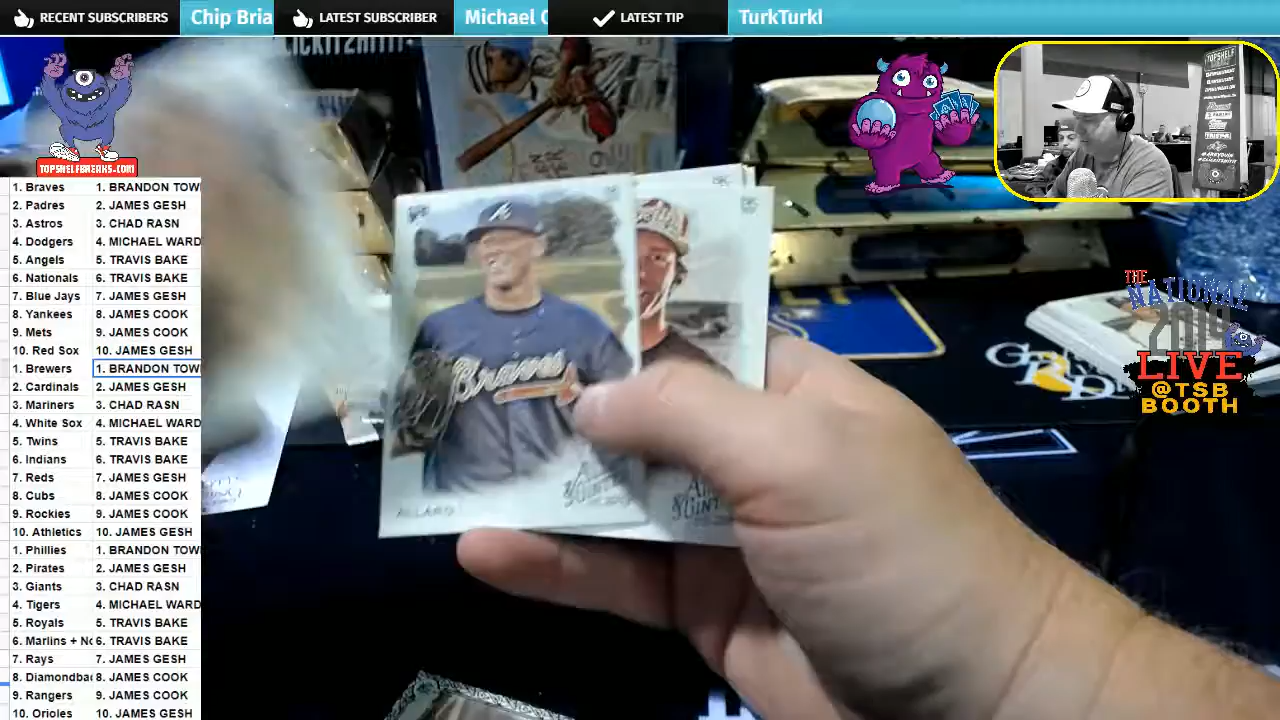 RECENT SUBSCRIBERS
Chip Bria
LATEST SUBSCRIBER
Michael C
LATEST TIP
TurkTurkl
TOPSHELFBREAKS.COM
1. Braves 1. BRANDON TOW
2. Padres 2. JAMES GESH
3. Astros 3. CHAD RASN
4. Dodgers 4. MICHAEL WARD
5. Angels 5. TRAVIS BAKE
6. Nationals 6. TRAVIS BAKE
7. Blue Jays 7. JAMES GESH
8. Yankees 8. JAMES COOK
9. Mets 9. JAMES COOK
10. Red Sox 10. JAMES GESH
1. Brewers 1. BRANDON TOW
2. Cardinals 2. JAMES GESH
3. Mariners 3. CHAD RASN
4. White Sox 4. MICHAEL WARD
5. Twins 5. TRAVIS BAKE
6. Indians 6. TRAVIS BAKE
7. Reds 7. JAMES GESH
8. Cubs 8. JAMES COOK
9. Rockies 9. JAMES COOK
10. Athletics 10. JAMES GESH
1. Phillies 1. BRANDON TOW
2. Pirates 2. JAMES GESH
3. Giants 3. CHAD RASN
4. Tigers 4. MICHAEL WARD
5. Royals 5. TRAVIS BAKE
6. Marlins + No 6. TRAVIS BAKE
7. Rays 7. JAMES GESH
8. Diamondba 8. JAMES COOK
9. Rangers 9. JAMES COOK
10. Orioles 10. JAMES GESH
Braves
THE
NATIONAL
2019
LIVE
@TSB
BOOTH
TOPSHELF